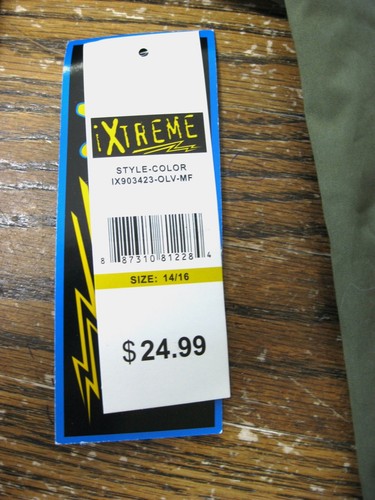 iXTREME
STYLE-COLOR
IX903423-OLV-MF
8 87310 81228 4
SIZE: 14/16
$24.99